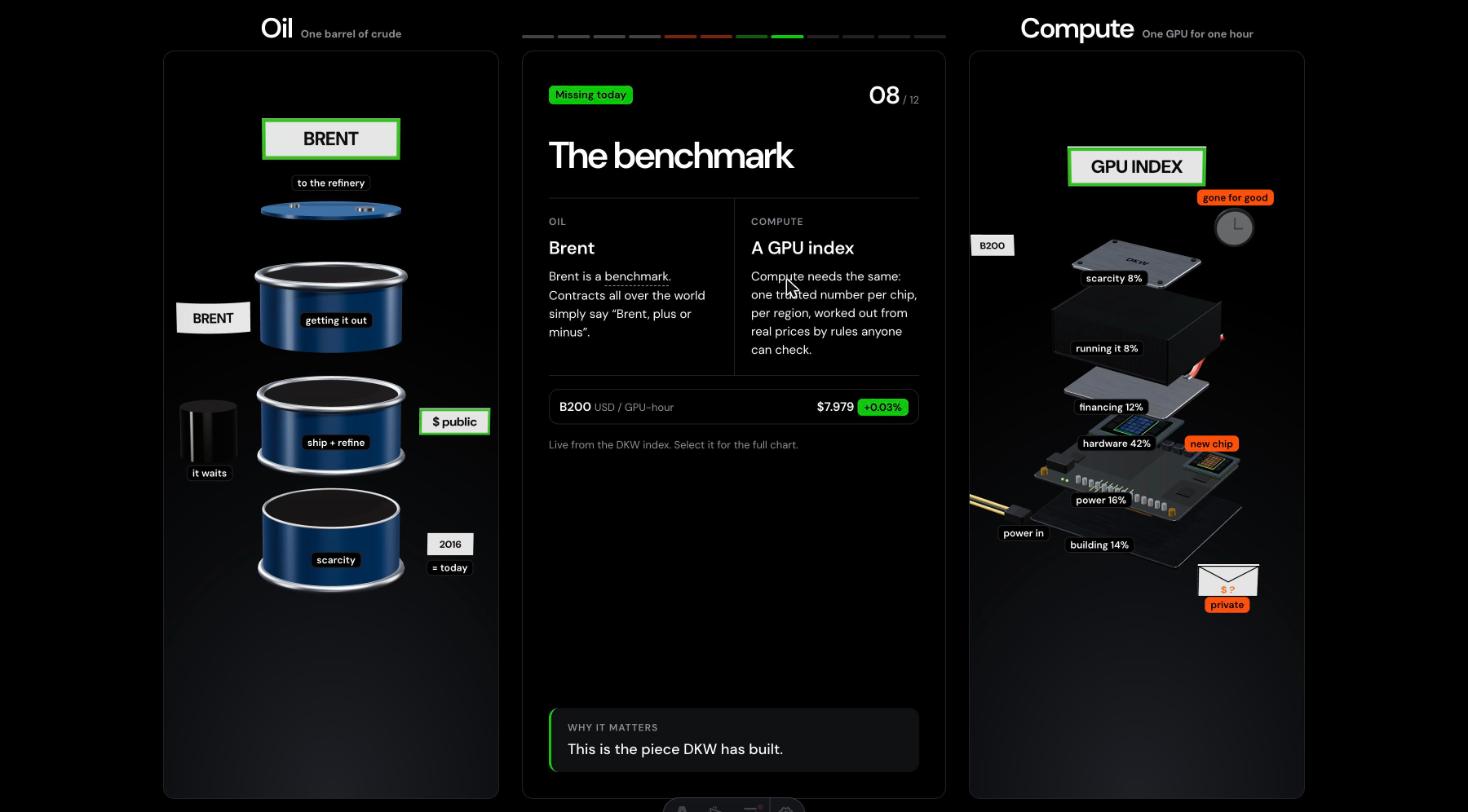 Oil One barrel of crude
BRENT
to the refinery
getting it out
BRENT
ship + refine
$ public
it waits
2016
scarcity
= today
Missing today
08 / 12
The benchmark
OIL
Brent
Brent is a benchmark.
Contracts all over the world
simply say “Brent, plus or
minus”.
COMPUTE
A GPU index
Compute needs the same:
one trusted number per chip,
per region, worked out from
real prices by rules anyone
can check.
B200 USD / GPU-hour $7.979 +0.03%
Live from the DKW index. Select it for the full chart.
WHY IT MATTERS
This is the piece DKW has built.
Compute One GPU for one hour
GPU INDEX
gone for good
B200
DKW
scarcity 8%
running it 8%
financing 12%
hardware 42%
new chip
power 16%
power in
building 14%
$ ?
private